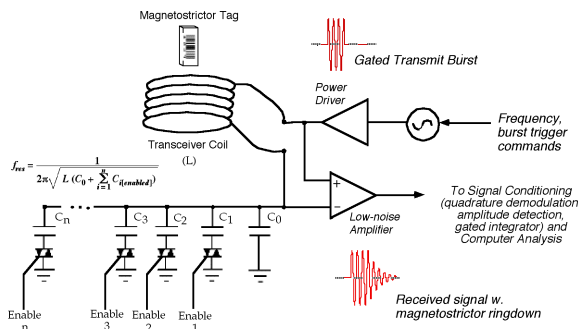 Magnetostrictor Tag
Gated Transmit Burst
Power
Driver
Transceiver Coil
(L)
Frequency,
burst trigger
commands
f_res = 1 / 2π√(L (C_0 + Σ_{i=1}^{n} C_{i[enabled]}))
To Signal Conditioning
(quadrature demodulation
amplitude detection,
gated integrator) and
Computer Analysis
+
−
Low-noise
Amplifier
C_n C_3 C_2 C_1 C_0
Received signal w.
magnetostrictor ringdown
Enable Enable Enable Enable
n 3 2 1